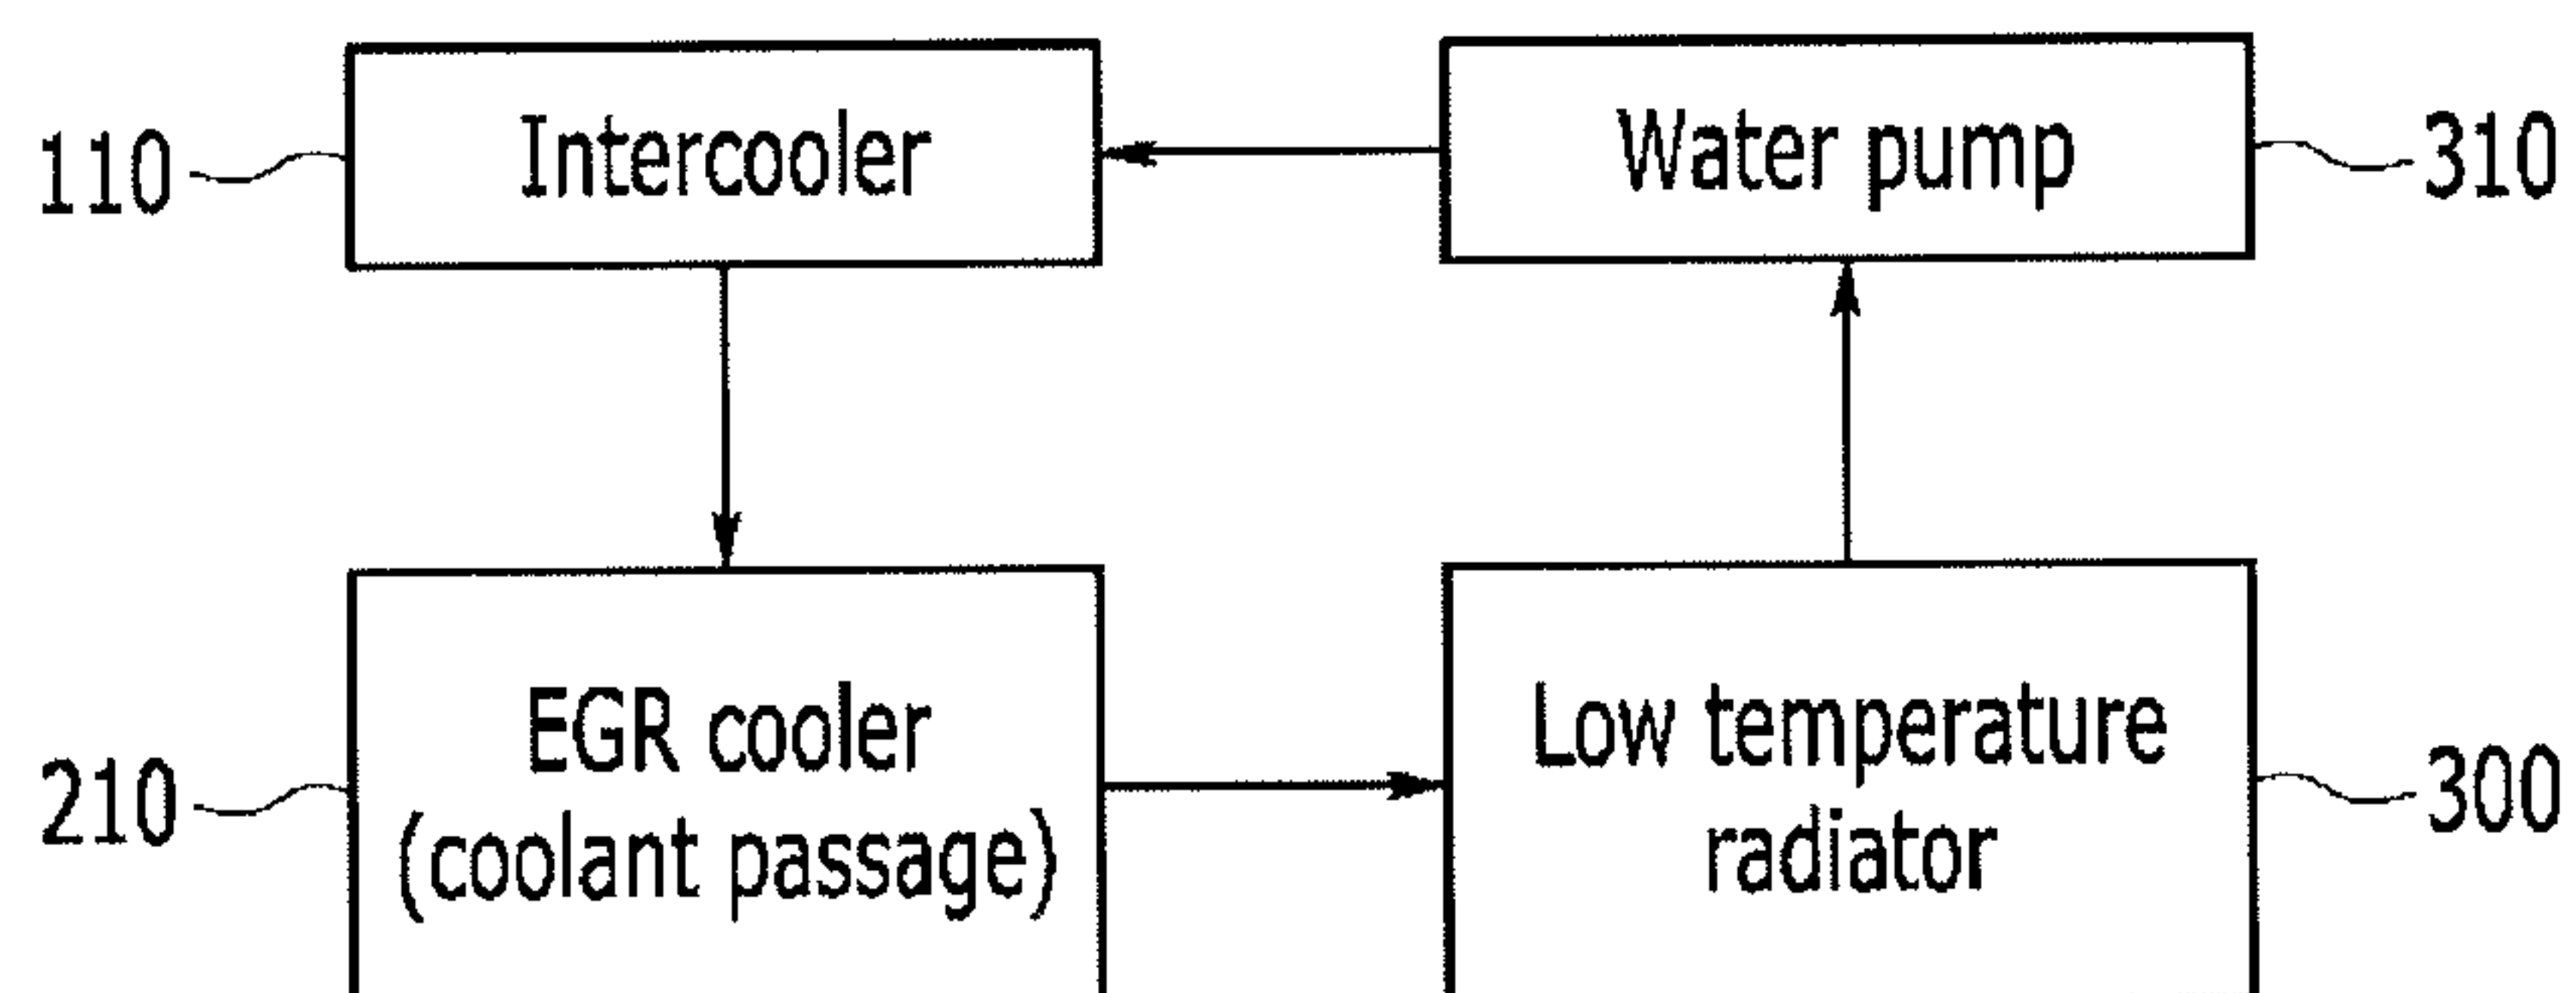 110
Intercooler
Water pump
310
210
EGR cooler
(coolant passage)
Low temperature
radiator
300